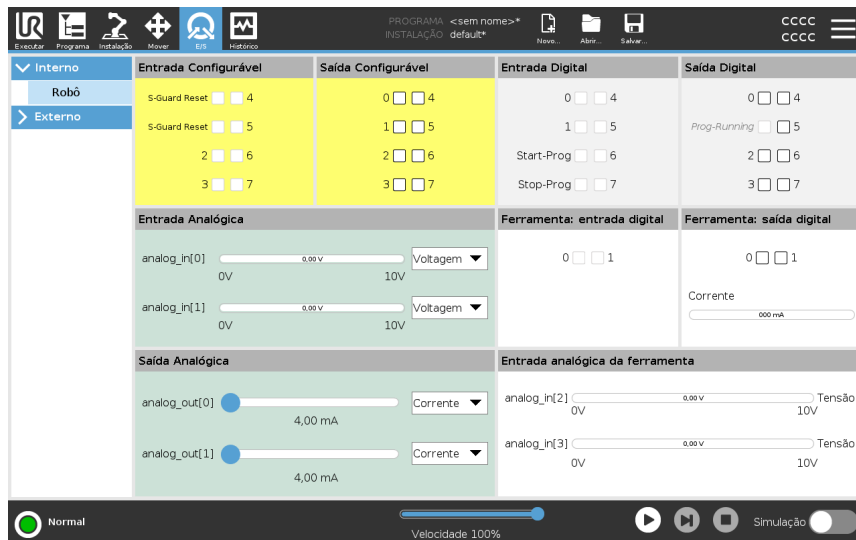 PROGRAMA <sem nome>*
INSTALAÇÃO default*
CCCC
CCCC
UR
Executar Programa Instalação Mover E/S Histórico Novo... Abrir... Salvar...
Interno
Robô
Externo
Entrada Configurável
S-Guard Reset 4
S-Guard Reset 5
2 6
3 7
Saída Configurável
0 4
1 5
2 6
3 7
Entrada Digital
0 4
1 5
Start-Prog 6
Stop-Prog 7
Saída Digital
0 4
Prog-Running 5
2 6
3 7
Entrada Analógica
analog_in[0] 0,00 V Voltagem
0V 10V
analog_in[1] 0,00 V Voltagem
0V 10V
Ferramenta: entrada digital
0 1
Ferramenta: saída digital
0 1
Corrente
000 mA
Saída Analógica
analog_out[0] Corrente
4,00 mA
analog_out[1] Corrente
4,00 mA
Entrada analógica da ferramenta
analog_in[2] 0,00 V Tensão
0V 10V
analog_in[3] 0,00 V Tensão
0V 10V
Normal
Velocidade 100%
Simulação